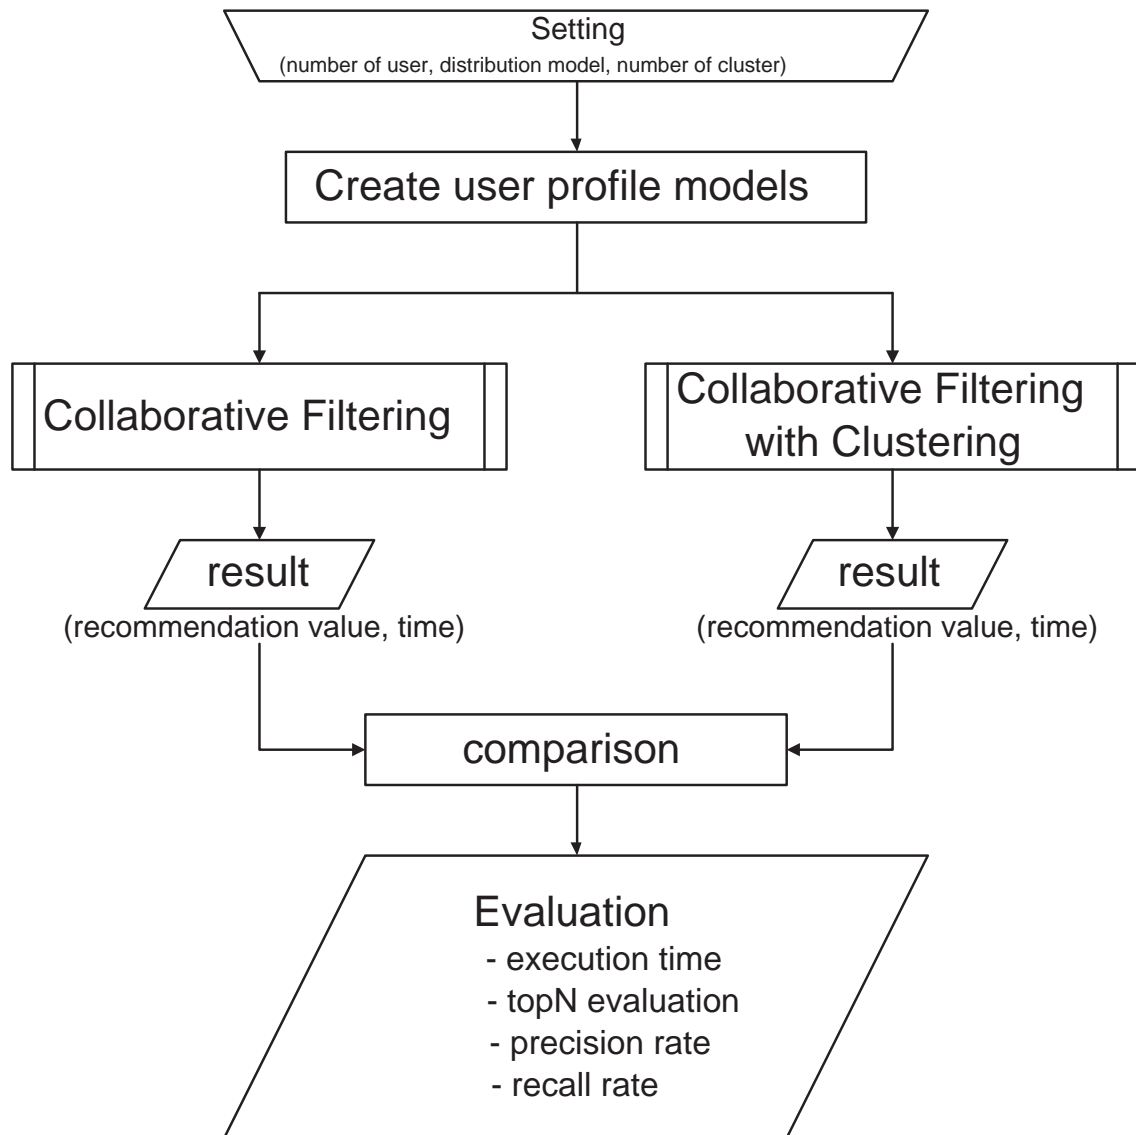 Setting
(number of user, distribution model, number of cluster)
Create user profile models
Collaborative Filtering
Collaborative Filtering
with Clustering
result
(recommendation value, time)
result
(recommendation value, time)
comparison
Evaluation
- execution time
- topN evaluation
- precision rate
- recall rate